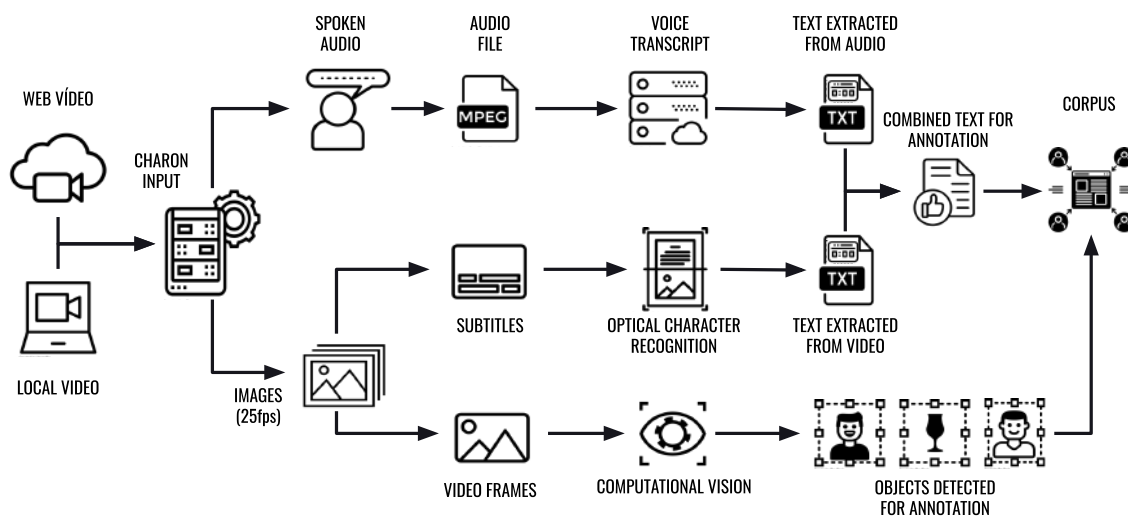 SPOKEN
AUDIO
AUDIO
FILE
VOICE
TRANSCRIPT
TEXT EXTRACTED
FROM AUDIO
WEB VÍDEO
CHARON
INPUT
MPEG
TXT
COMBINED TEXT FOR
ANNOTATION
CORPUS
TXT
SUBTITLES
OPTICAL CHARACTER
RECOGNITION
TEXT EXTRACTED
FROM VIDEO
LOCAL VIDEO
IMAGES
(25fps)
VIDEO FRAMES
COMPUTATIONAL VISION
OBJECTS DETECTED
FOR ANNOTATION